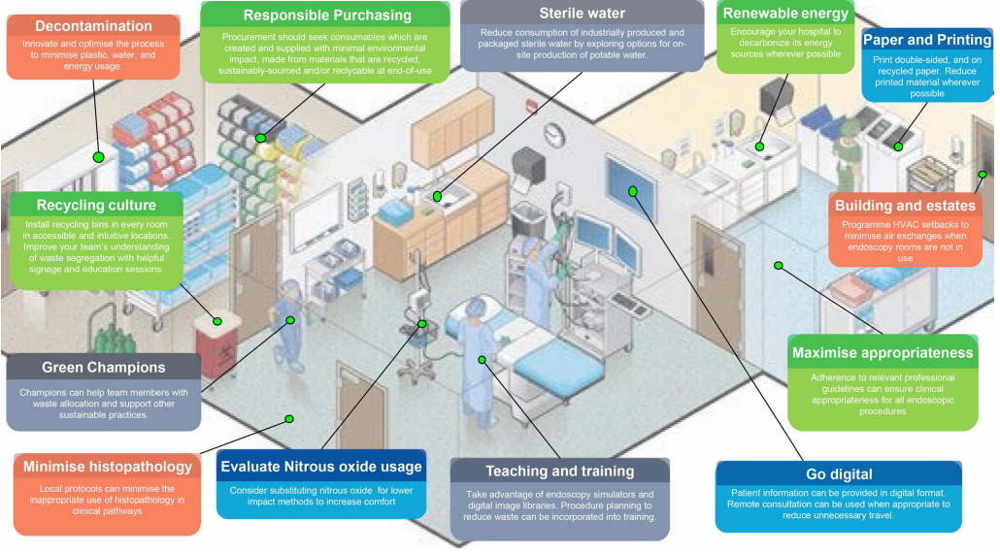 Decontamination
Innovate and optimise the process
to minimise plastic, water, and
energy usage.
Responsible Purchasing
Procurement should seek consumables which are
created and supplied with minimal environmental
impact, made from materials that are recycled,
sustainably-sourced and/or reclycable at end-of-use
Sterile water
Reduce consumption of industrially produced and
packaged sterile water by exploring options for on-
site production of potable water.
Renewable energy
Encourage your hospital to
decarbonize its energy
sources wherever possible
Paper and Printing
Print double-sided, and on
recycled paper. Reduce
printed material wherever
possible
Recycling culture
Install recycling bins in every room
in accessible and intuitive locations.
Improve your team's understanding
of waste segregation with helpful
signage and education sessions.
Building and estates
Programme HVAC setbacks to
minimise air exchanges when
endoscopy rooms are not in
use
Green Champions
Champions can help team members with
waste allocation and support other
sustainable practices.
Maximise appropriateness
Adherence to relevant professional
guidelines can ensure clinical
appropriateness for all endoscopic
procedures
Minimise histopathology
Local protocols can minimise the
inappropriate use of histopathology in
clinical pathways
Evaluate Nitrous oxide usage
Consider substituting nitrous oxide for lower
impact methods to increase comfort
Teaching and training
Take advantage of endoscopy simulators and
digital image libraries. Procedure planning to
reduce waste can be incorporated into training.
Go digital
Patient information can be provided in digital format.
Remote consultation can be used when appropriate to
reduce unnecessary travel.